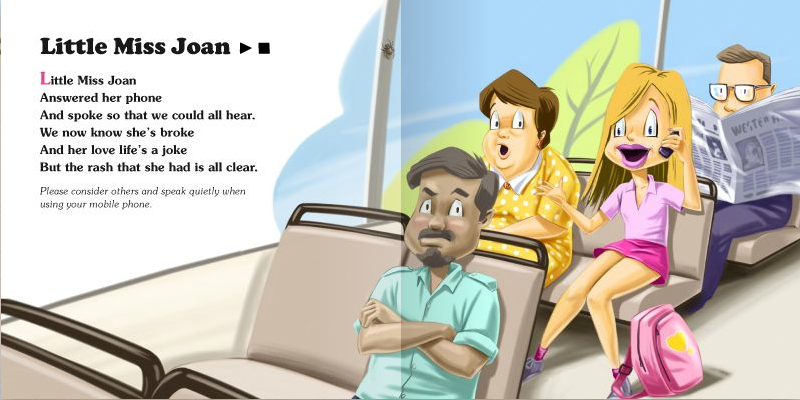 Little Miss Joan
Little Miss Joan
Answered her phone
And spoke so that we could all hear.
We now know she's broke
And her love life's a joke
But the rash that she had is all clear.
Please consider others and speak quietly when
using your mobile phone.